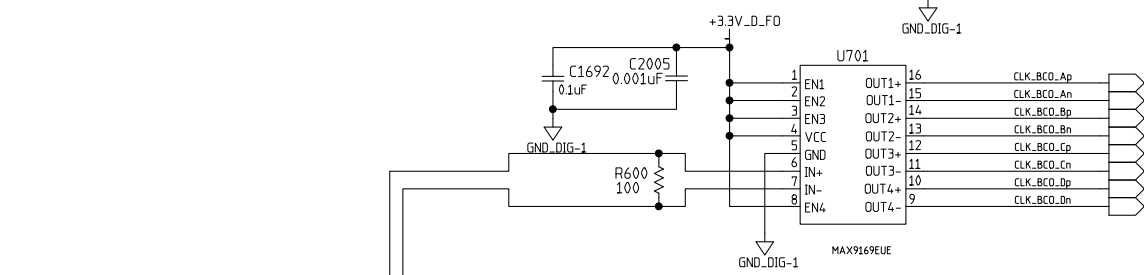 GND_DIG-1
+3.3V_D_FO
U701
C1692
0.1uF
C2005
0.001uF
GND_DIG-1
1 EN1 OUT1+ 16 CLK_BCO_Ap
2 EN2 OUT1- 15 CLK_BCO_An
3 EN3 OUT2+ 14 CLK_BCO_Bp
4 VCC OUT2- 13 CLK_BCO_Bn
5 GND OUT3+ 12 CLK_BCO_Cp
6 IN+ OUT3- 11 CLK_BCO_Cn
7 IN- OUT4+ 10 CLK_BCO_Dp
8 EN4 OUT4- 9 CLK_BCO_Dn
R600
100
MAX9169EUE
GND_DIG-1